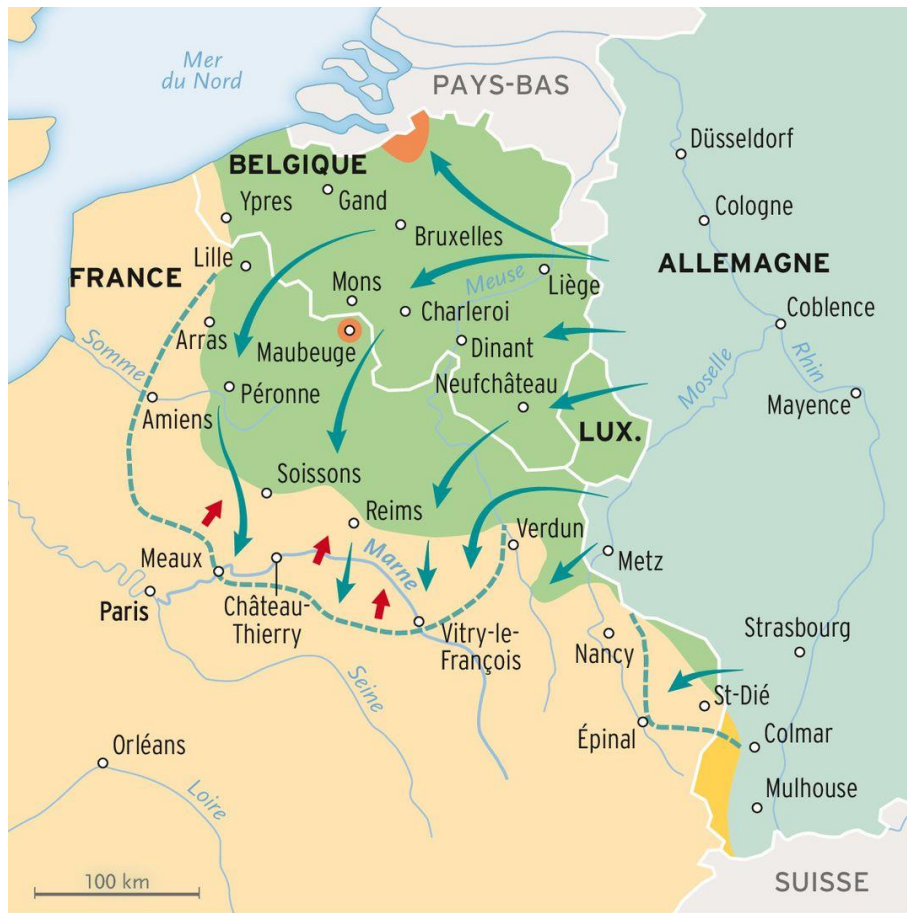 Mer
du Nord
PAYS-BAS
Düsseldorf
BELGIQUE
Ypres
Gand
Cologne
Bruxelles
Lille
ALLEMAGNE
FRANCE
Meuse
Liège
Mons
Charleroi
Coblence
Arras
Maubeuge
Dinant
Somme
Moselle
Rhin
Neufchâteau
Péronne
Mayence
Amiens
LUX.
Soissons
Reims
Verdun
Meaux
Marne
Metz
Paris
Château-
Thierry
Vitry-le-
François
Strasbourg
Nancy
Seine
St-Dié
Épinal
Colmar
Orléans
Mulhouse
Loire
100 km
SUISSE